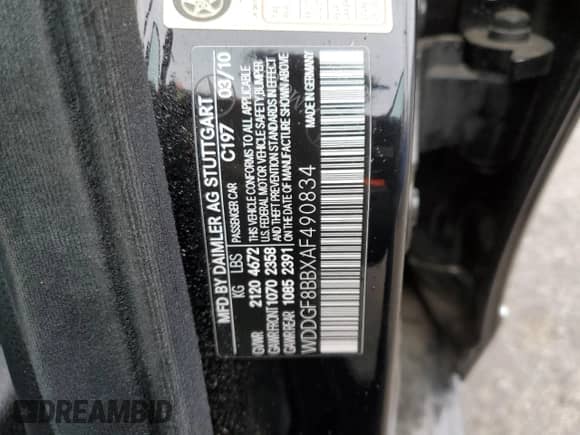 MFD BY DAIMLER AG STUTTGART
C197 03/10
PASSENGER CAR
KG LBS
GVWR 2120 4672
GAWR FRONT 1070 2358
GAWR REAR 1085 2391
THIS VEHICLE CONFORMS TO ALL APPLICABLE
U.S. FEDERAL MOTOR VEHICLE SAFETY, BUMPER
AND THEFT PREVENTION STANDARDS IN EFFECT
ON THE DATE OF MANUFACTURE SHOWN ABOVE
MADE IN GERMANY
WDDGF8BBXAF490834
DREAMBID